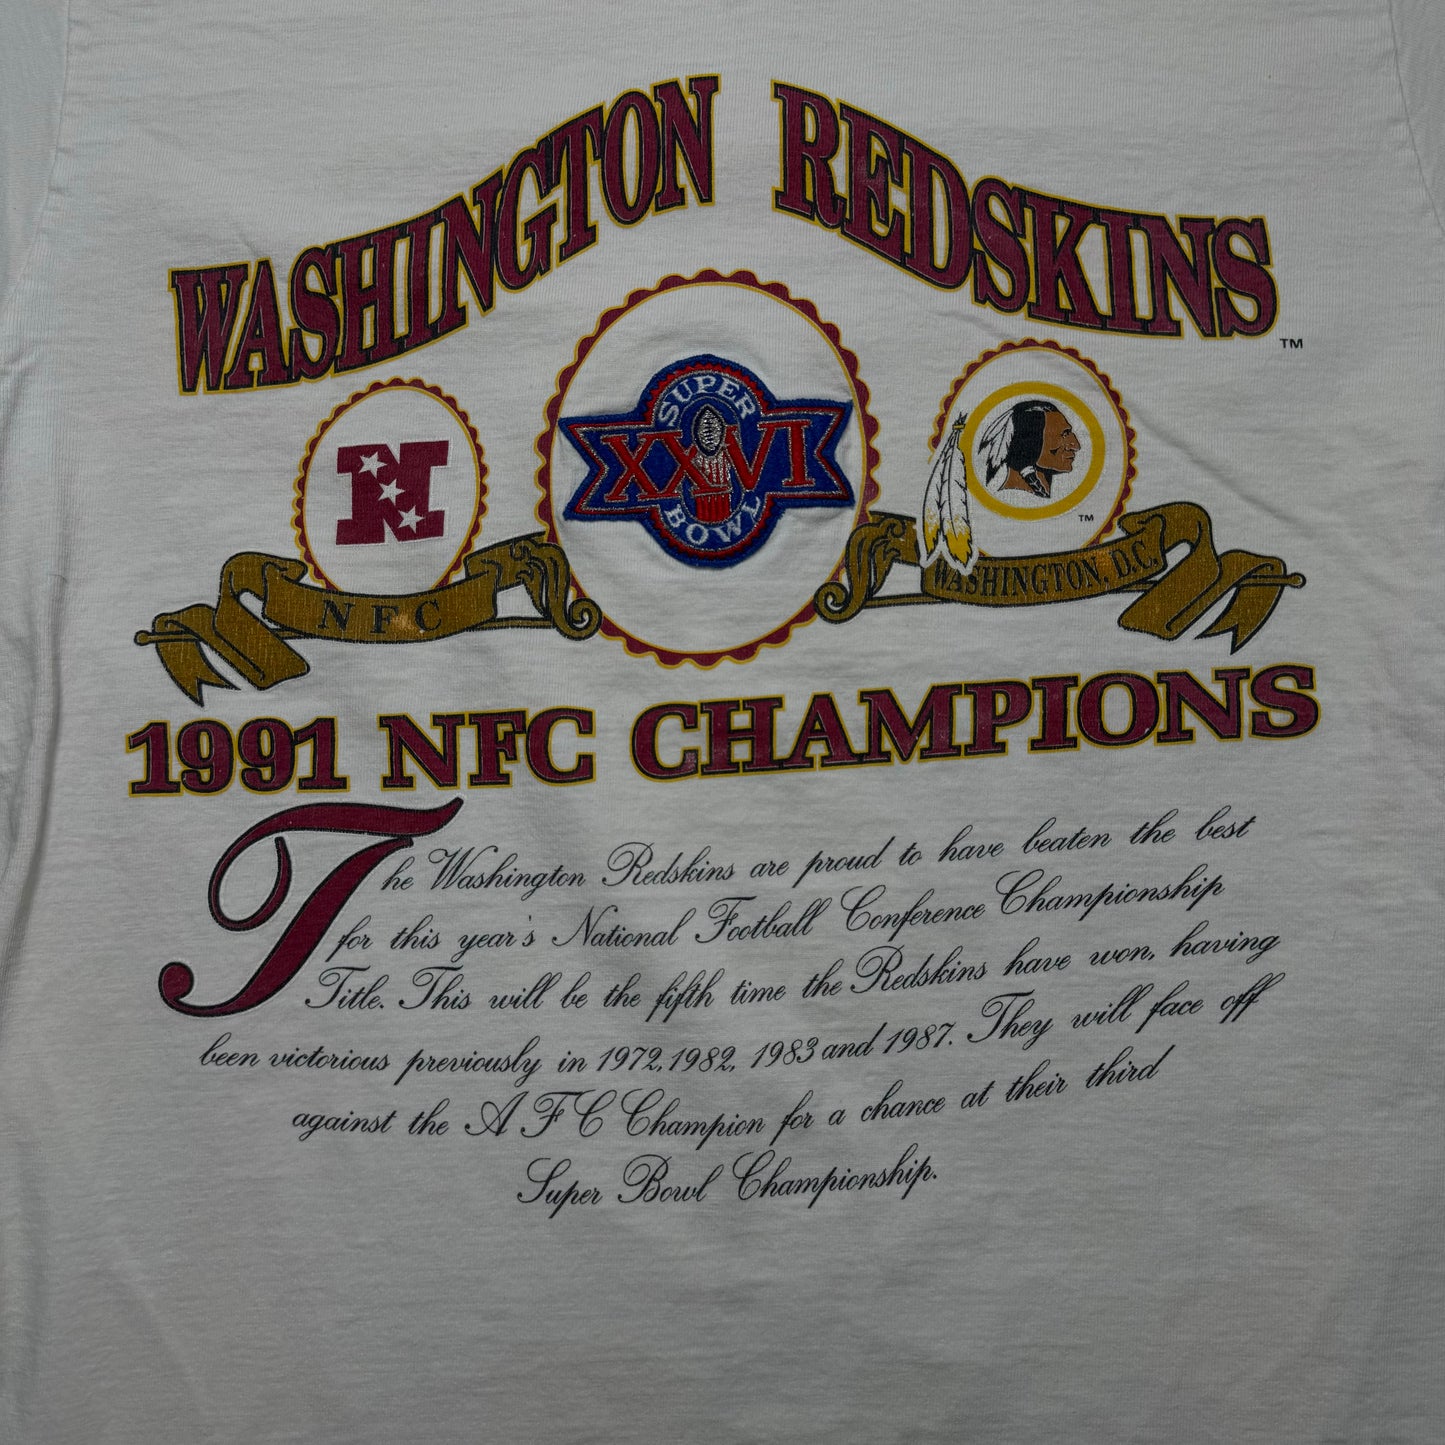 WASHINGTON REDSKINS
TM
SUPER
XXVI
BOWL
N
TM
NFC
WASHINGTON, D.C.
1991 NFC CHAMPIONS
The Washington Redskins are proud to have beaten the best
for this year's National Football Conference Championship
Title. This will be the fifth time the Redskins have won, having
been victorious previously in 1972, 1982, 1983 and 1987. They will face off
against the AFC Champion for a chance at their third
Super Bowl Championship.